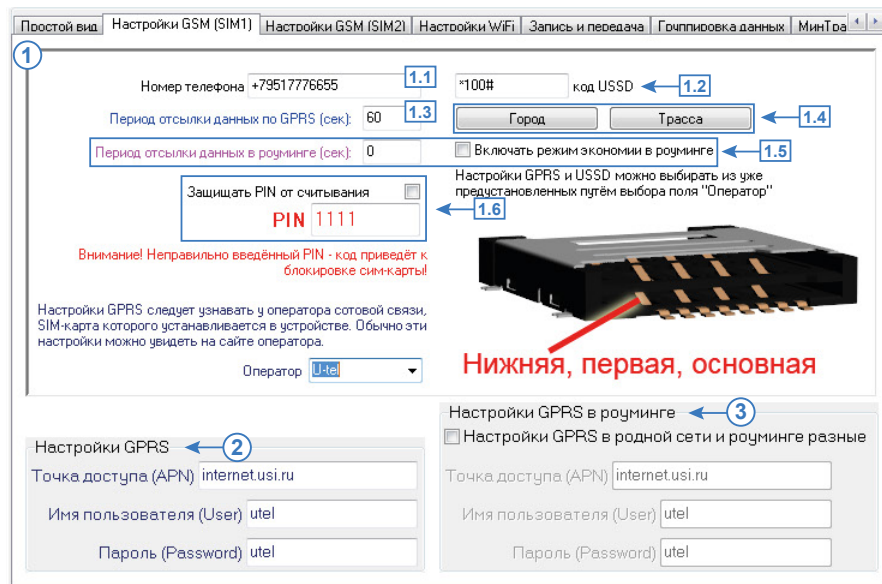 Простой вид Настройки GSM (SIM1) Настройки GSM (SIM2) Настройки WiFi Запись и передача Группировка данных МинТра
1
Номер телефона +79517776655 1.1 *100# код USSD 1.2
Период отсылки данных по GPRS (сек): 60 1.3 Город Трасса 1.4
Период отсылки данных в роуминге (сек): 0 Включать режим экономии в роуминге 1.5
Настройки GPRS и USSD можно выбирать из уже
предустановленных путём выбора поля "Оператор"
Защищать PIN от считывания
PIN 1111 1.6
Внимание! Неправильно введённый PIN - код приведёт к
блокировке сим-карты!
Настройки GPRS следует узнавать у оператора сотовой связи,
SIM-карта которого устанавливается в устройстве. Обычно эти
настройки можно увидеть на сайте оператора.
Оператор U-tel
Нижняя, первая, основная
Настройки GPRS 2
Точка доступа (APN) internet.usi.ru
Имя пользователя (User) utel
Пароль (Password) utel
Настройки GPRS в роуминге 3
Настройки GPRS в родной сети и роуминге разные
Точка доступа (APN) internet.usi.ru
Имя пользователя (User) utel
Пароль (Password) utel